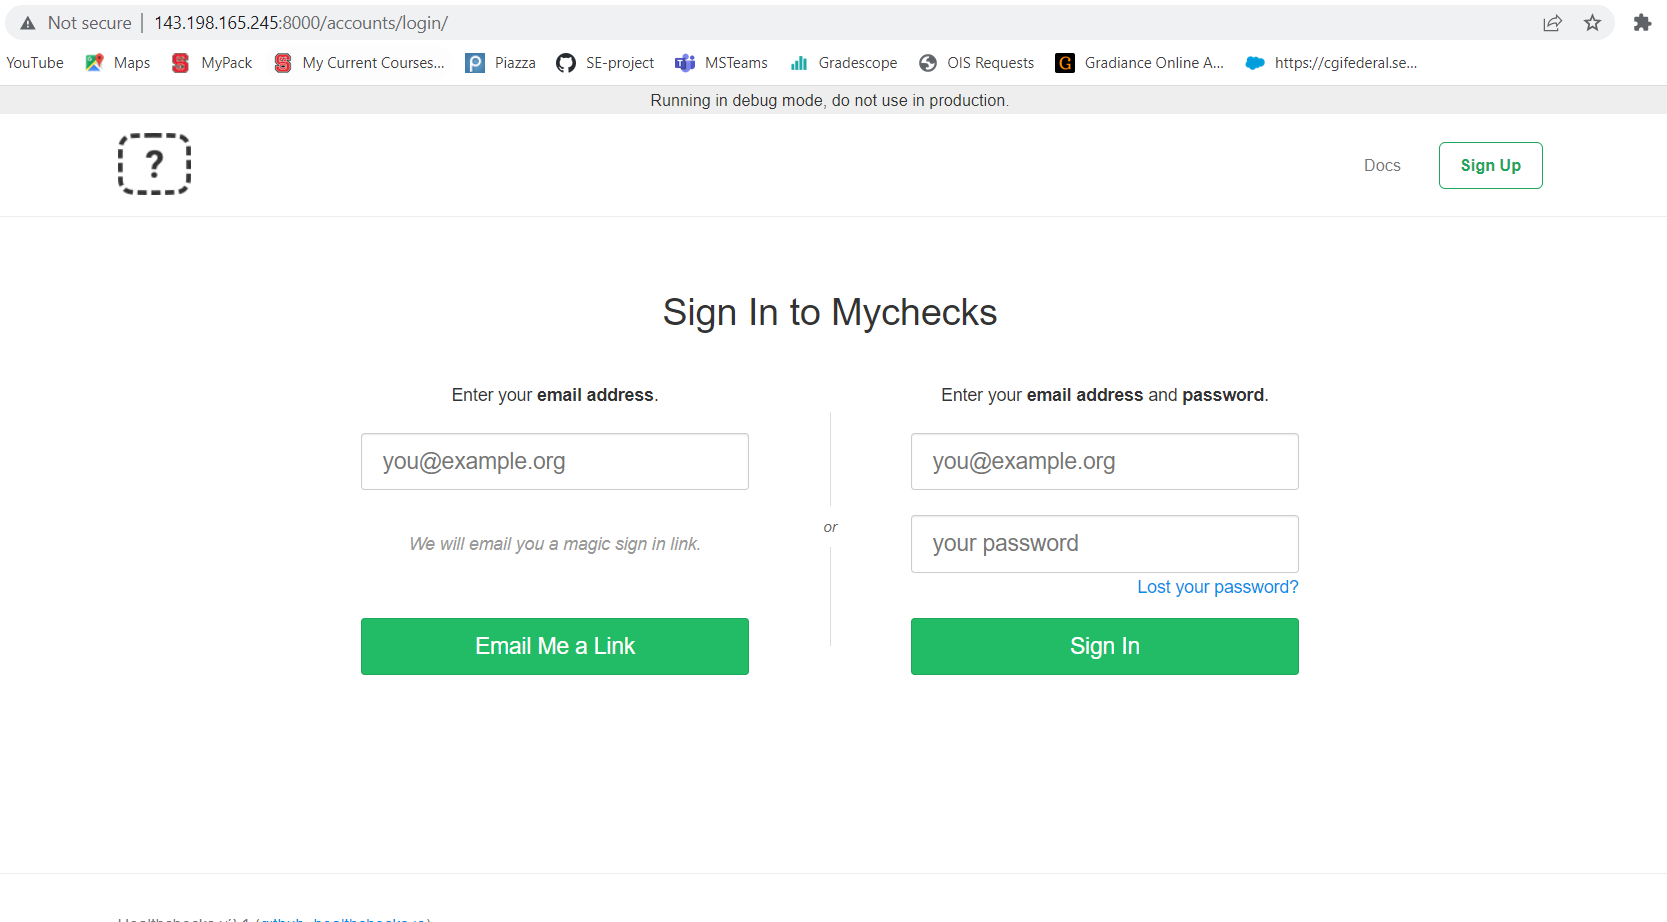 Not secure | 143.198.165.245:8000/accounts/login/
YouTube Maps MyPack My Current Courses... Piazza SE-project MSTeams Gradescope OIS Requests G Gradiance Online A... https://cgifederal.se...
Running in debug mode, do not use in production.
?
Docs Sign Up
Sign In to Mychecks
Enter your email address.
you@example.org
We will email you a magic sign in link.
Email Me a Link
or
Enter your email address and password.
you@example.org
your password
Lost your password?
Sign In